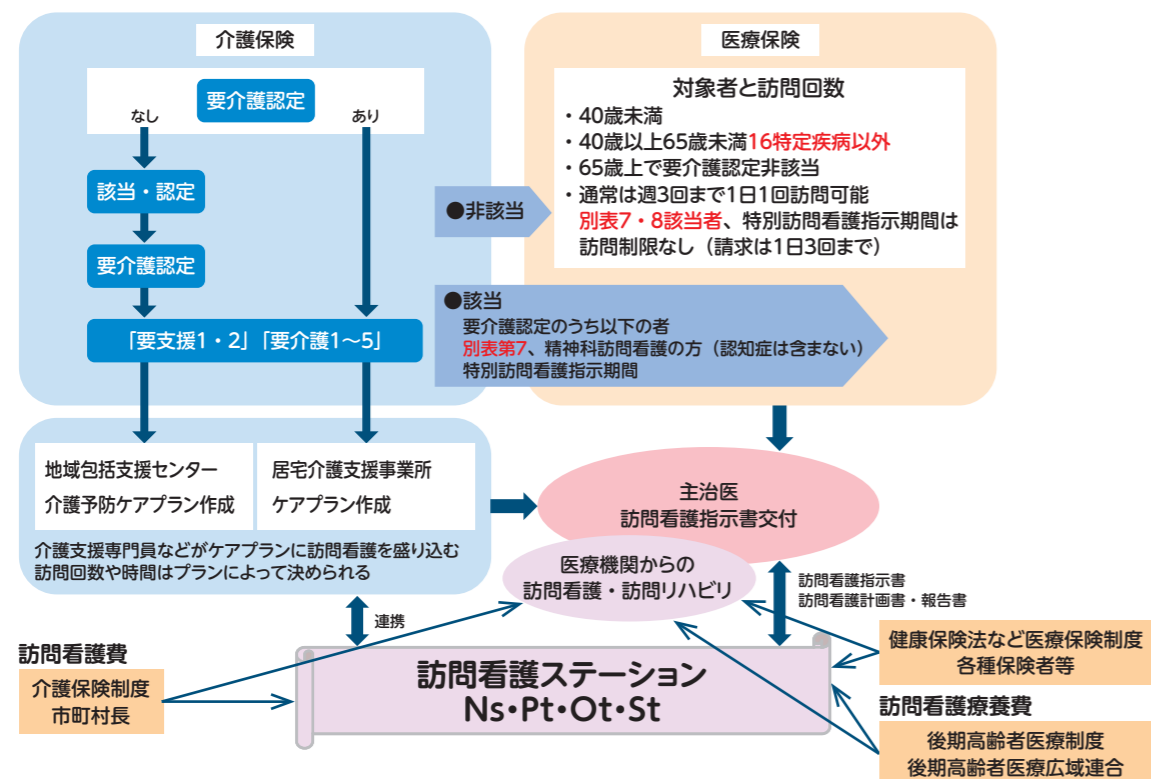 介護保険
要介護認定
なし
あり
該当・認定
要介護認定
「要支援1・2」「要介護1～5」
医療保険
対象者と訪問回数
・40歳未満
・40歳以上65歳未満16特定疾病以外
・65歳上で要介護認定非該当
・通常は週3回まで1日1回訪問可能
別表7・8該当者、特別訪問看護指示期間は
訪問制限なし（請求は1日3回まで）
●非該当
●該当
要介護認定のうち以下の者
別表第7、精神科訪問看護の方（認知症は含まない）
特別訪問看護指示期間
地域包括支援センター
介護予防ケアプラン作成
居宅介護支援事業所
ケアプラン作成
介護支援専門員などがケアプランに訪問看護を盛り込む
訪問回数や時間はプランによって決められる
主治医
訪問看護指示書交付
医療機関からの
訪問看護・訪問リハビリ
訪問看護指示書
訪問看護計画書・報告書
連携
訪問看護費
介護保険制度
市町村長
訪問看護ステーション
Ns・Pt・Ot・St
健康保険法など医療保険制度
各種保険者等
訪問看護療養費
後期高齢者医療制度
後期高齢者医療広域連合